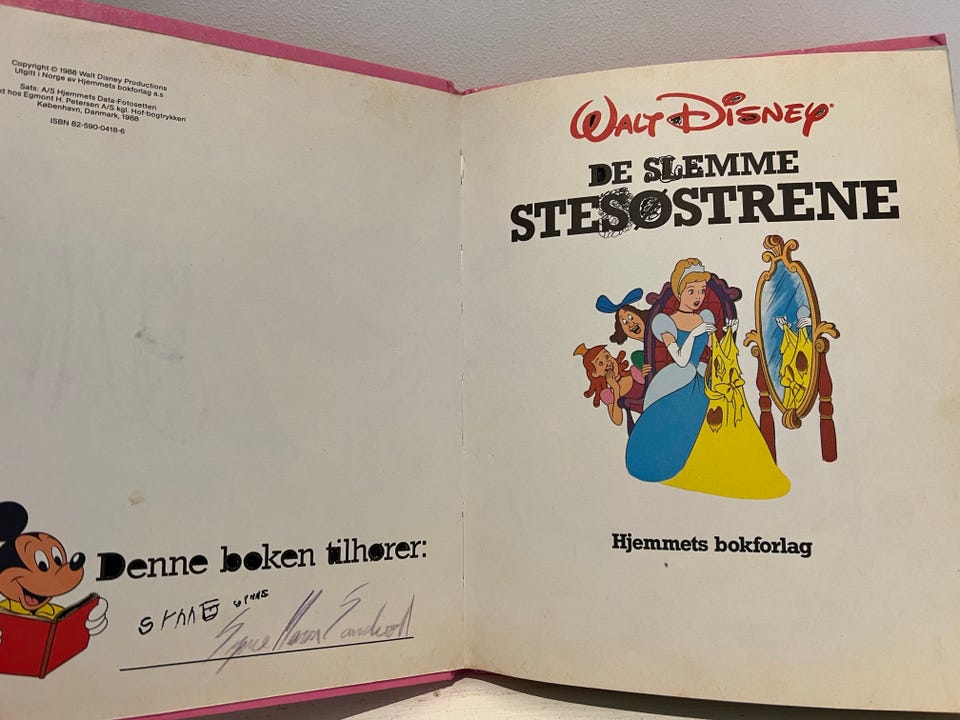 Copyright © 1988 Walt Disney Productions
Utgitt i Norge av Hjemmets bokforlag a.s
Sats: A/S Hjemmets Data-Fotosetteri
hos Egmont H. Petersen A/S kgl. Hof-bogtrykkeri
København, Danmark, 1988
ISBN 82-590-0418-6
Denne boken tilhører:
WALT DISNEY
DE SLEMME
STESØSTRENE
Hjemmets bokforlag